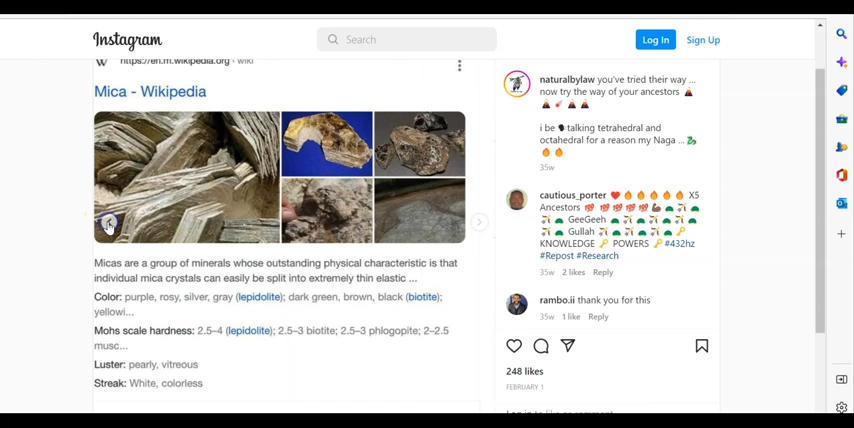 Instagram
Search
Log In
Sign Up
W https://en.m.wikipedia.org › wiki
Mica - Wikipedia
Micas are a group of minerals whose outstanding physical characteristic is that
individual mica crystals can easily be split into extremely thin elastic ...
Color: purple, rosy, silver, gray (lepidolite); dark green, brown, black (biotite);
yellowi...
Mohs scale hardness: 2.5–4 (lepidolite); 2.5–3 biotite; 2.5–3 phlogopite; 2–2.5
musc...
Luster: pearly, vitreous
Streak: White, colorless
naturalbylaw you've tried their way ...
now try the way of your ancestors 🌋
🌋 ☄️ 🌋 🌋
i be 🗣talking tetrahedral and
octahedral for a reason my Naga ... 🐉
🔥 🔥
35w
cautious_porter ❤️ 🔥 🔥 🔥 🔥 🔥 X5
Ancestors 💯 💯 💯 💯 💯 💪🏿
GeeGeeh
Gullah 🔑
KNOWLEDGE 🔑 POWERS 🔑 #432hz
#Repost #Research
35w 2 likes Reply
rambo.ii thank you for this
35w 1 like Reply
248 likes
FEBRUARY 1